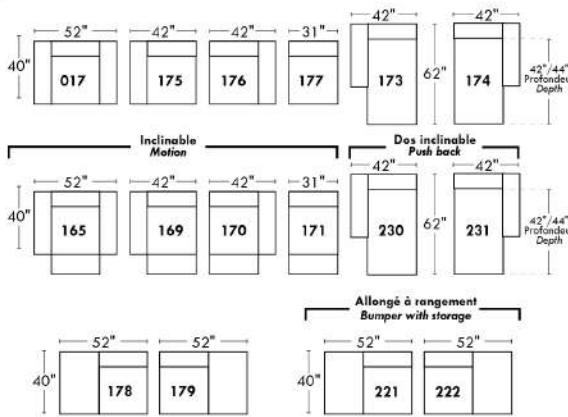 52" 42" 42" 31" 42" 42"
40" 017 175 176 177 173 62" 174 42"/44"
Profondeur
Depth
Inclinable
Motion
Dos inclinable
Push back
52" 42" 42" 31" 42" 42"
40" 165 169 170 171 230 62" 231 42"/44"
Profondeur
Depth
Allongé à rangement
Bumper with storage
52" 52" 52" 52"
40" 178 179 40" 221 222